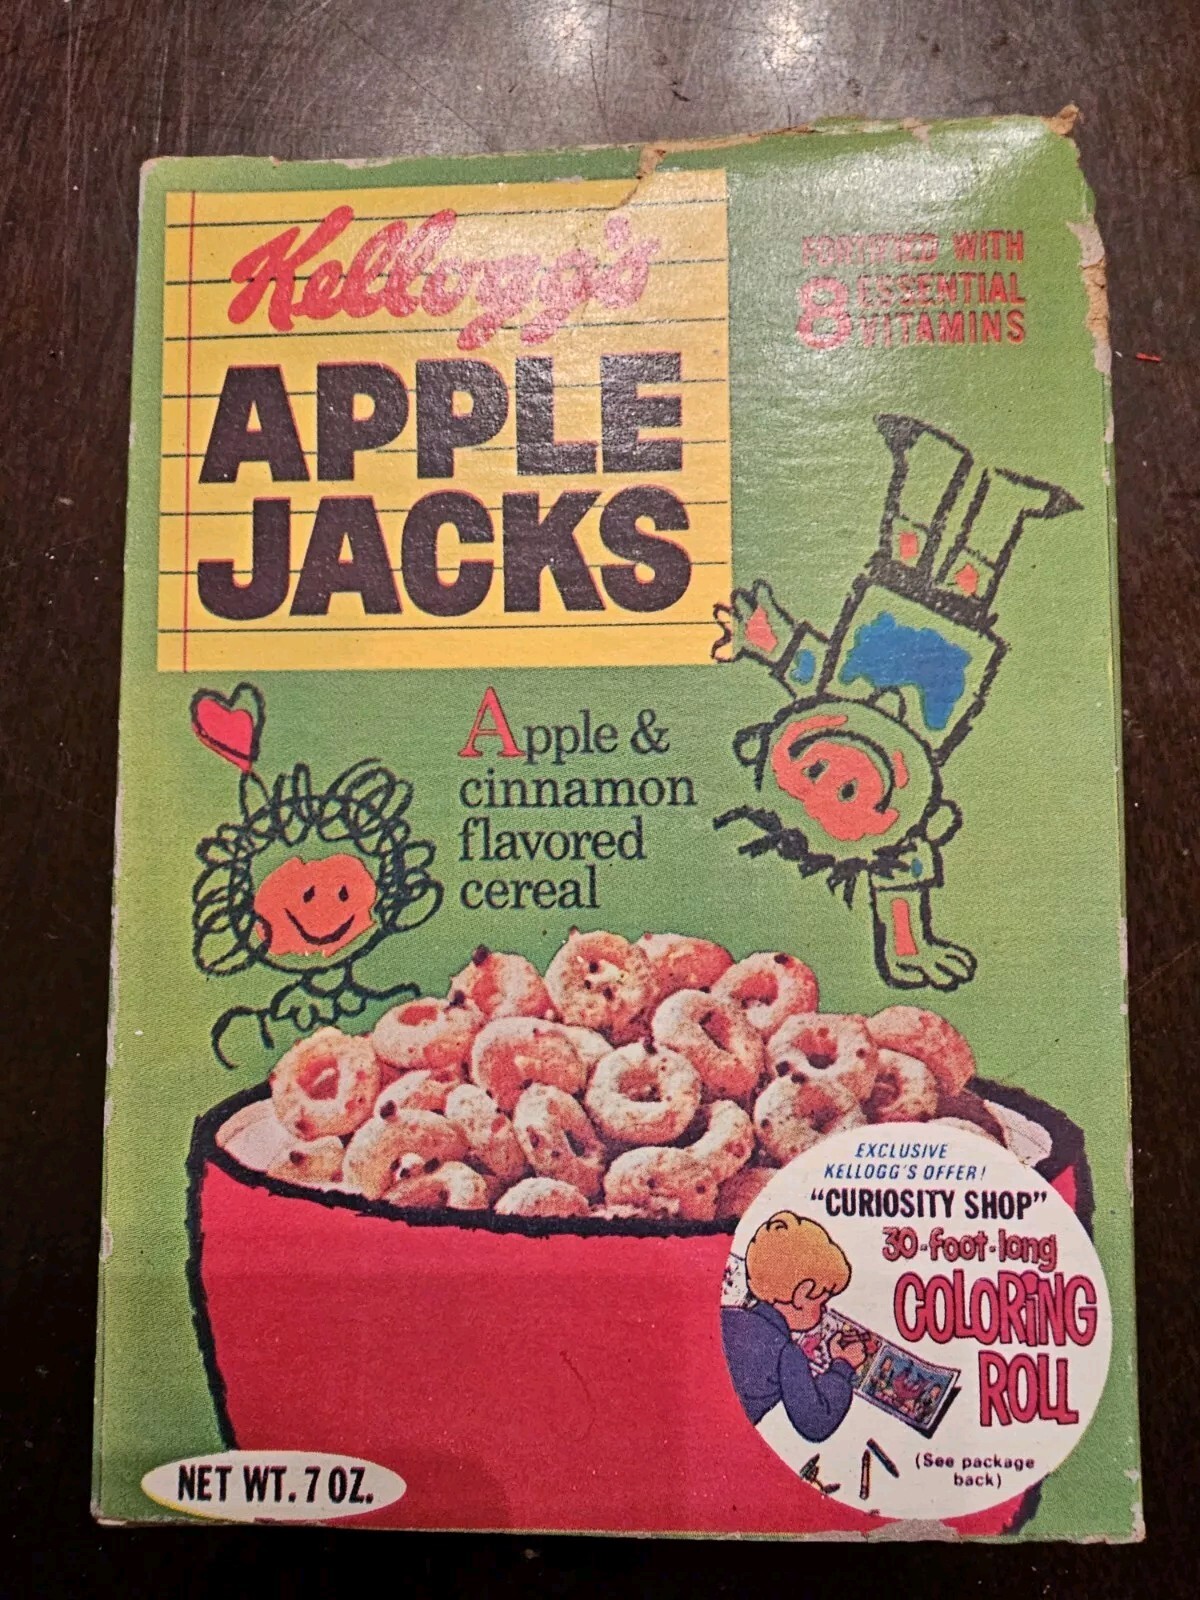 Kellogg's
APPLE
JACKS
FORTIFIED WITH
8 ESSENTIAL
VITAMINS
Apple &
cinnamon
flavored
cereal
EXCLUSIVE
KELLOGG'S OFFER!
"CURIOSITY SHOP"
30-foot-long
COLORING
ROLL
(See package
back)
NET WT. 7 OZ.